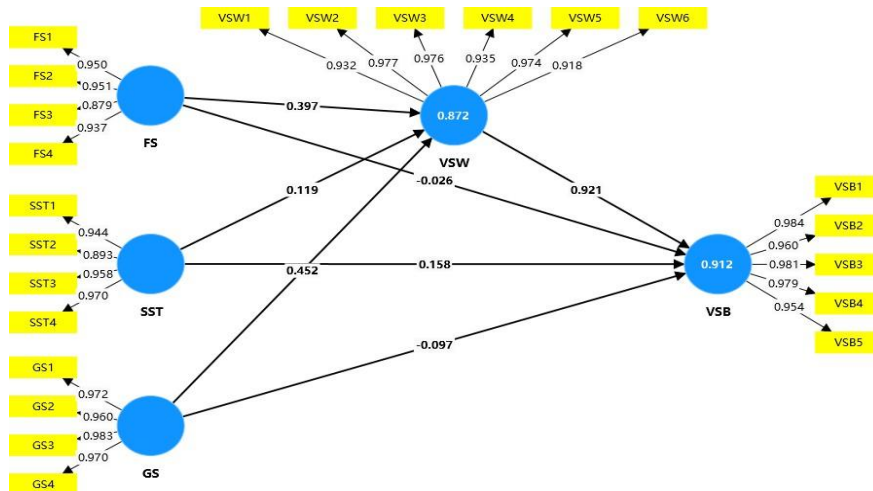 VSW1 VSW2 VSW3 VSW4 VSW5 VSW6
0.932 0.977 0.976 0.935 0.974 0.918
FS1
FS2
FS3
FS4
0.950
0.951
0.879
0.937
FS
0.397
0.872
VSW
-0.026
0.119
0.921
SST1
SST2
SST3
SST4
0.944
0.893
0.958
0.970
SST
0.452
0.158
0.912
VSB
VSB1
VSB2
VSB3
VSB4
VSB5
0.984
0.960
0.981
0.979
0.954
-0.097
GS1
GS2
GS3
GS4
0.972
0.960
0.983
0.970
GS